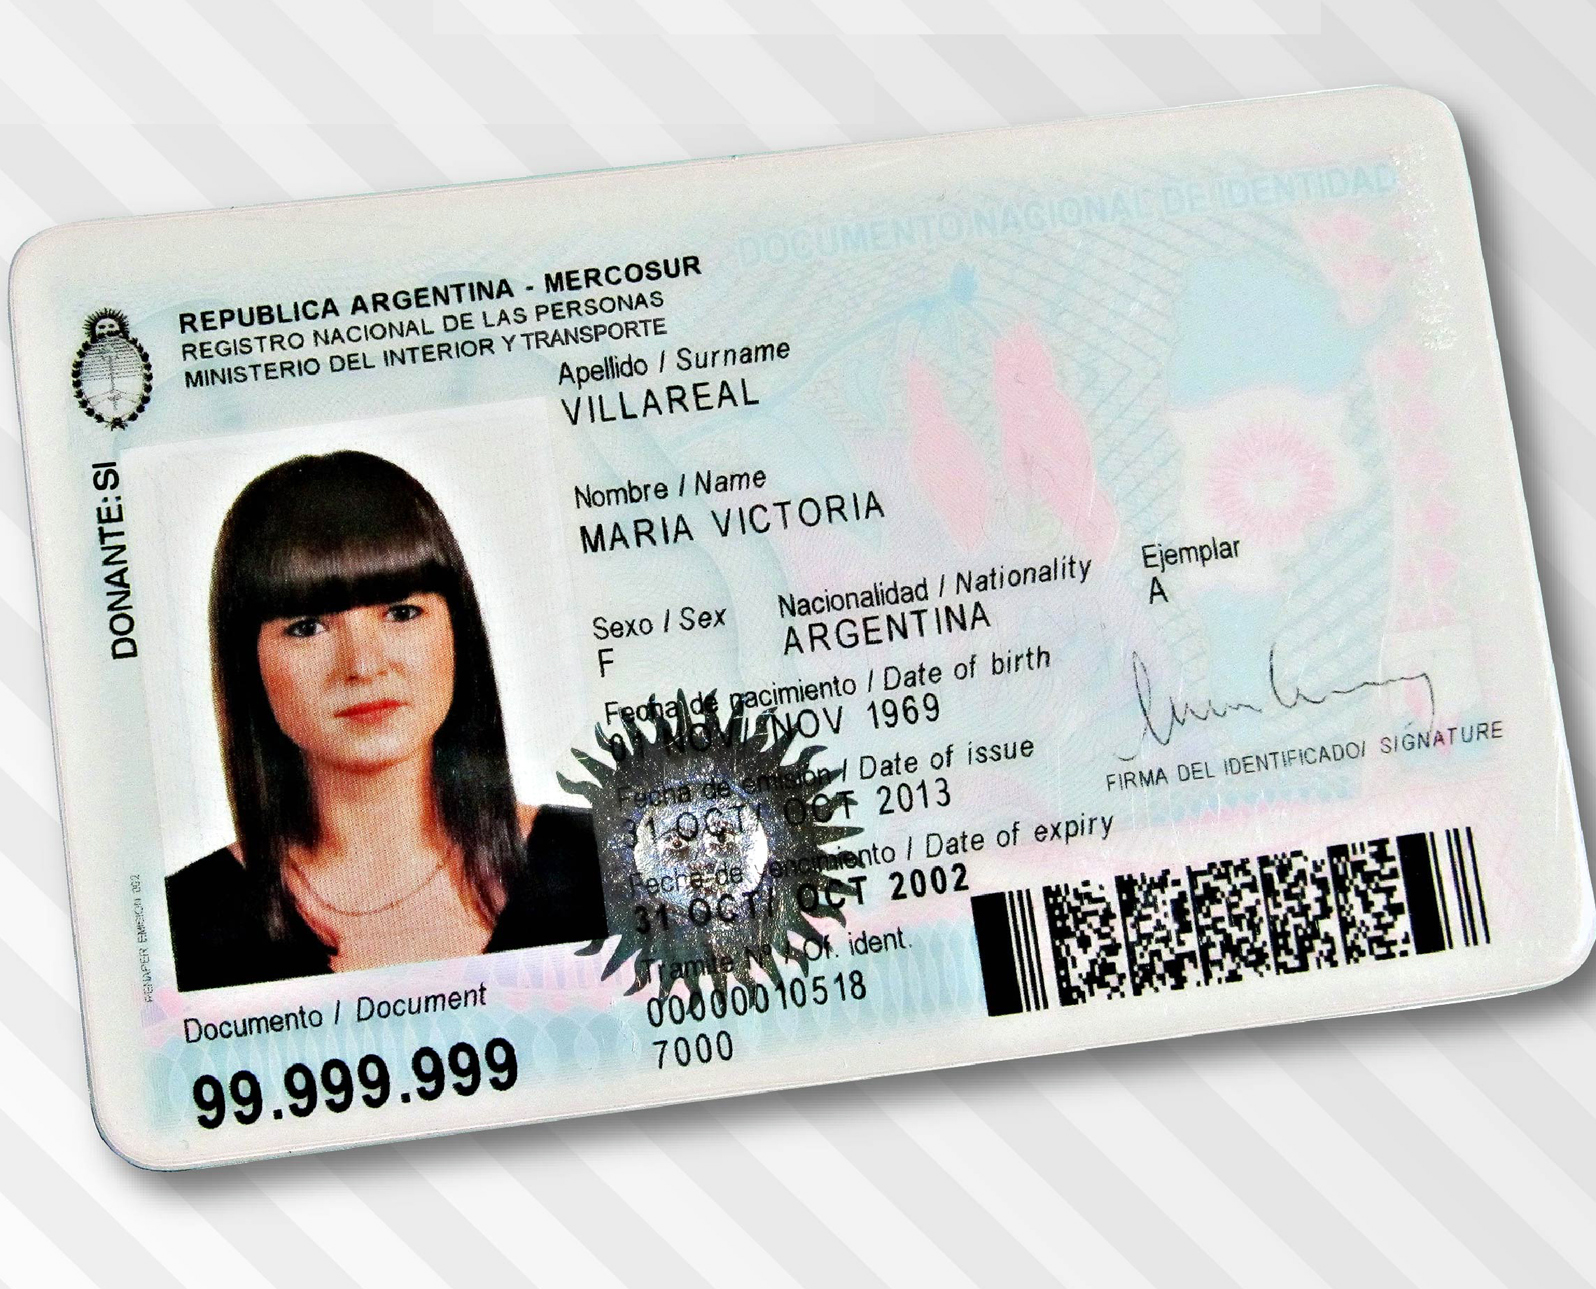 DOCUMENTO NACIONAL DE IDENTIDAD
REPUBLICA ARGENTINA - MERCOSUR
REGISTRO NACIONAL DE LAS PERSONAS
MINISTERIO DEL INTERIOR Y TRANSPORTE
Apellido / Surname
VILLAREAL
Nombre / Name
MARIA VICTORIA
Sexo / Sex
F
Nacionalidad / Nationality
ARGENTINA
Ejemplar
A
Fecha de nacimiento / Date of birth
01 NOV/ NOV 1969
Fecha de emisión / Date of issue
31 OCT/ OCT 2013
Fecha de vencimiento / Date of expiry
31 OCT/ OCT 2002
Tramite Nº / Of. ident.
00000010518
7000
FIRMA DEL IDENTIFICADO/ SIGNATURE
DONANTE: SI
Documento / Document
99.999.999